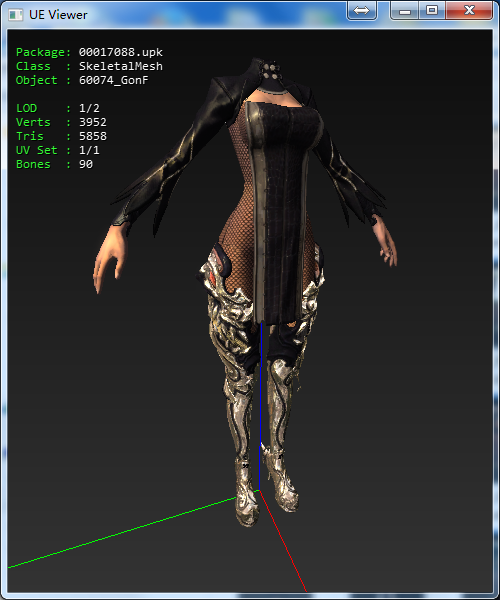 UE Viewer
Package: 00017088.upk
Class : SkeletalMesh
Object : 60074_GonF
LOD : 1/2
Verts : 3952
Tris : 5858
UV Set : 1/1
Bones : 90